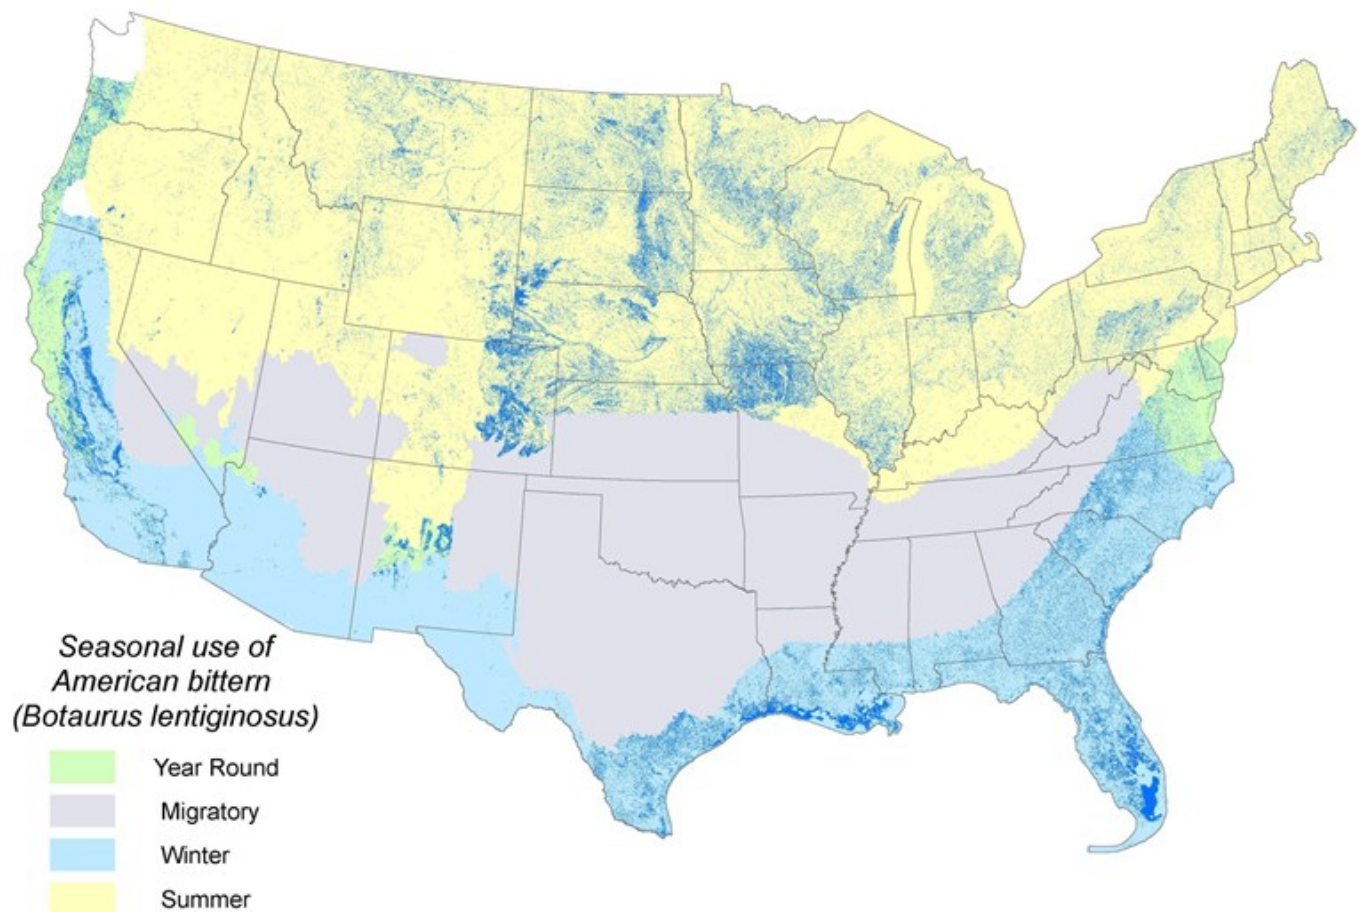 Seasonal use of
American bittern
(Botaurus lentiginosus)
Year Round
Migratory
Winter
Summer